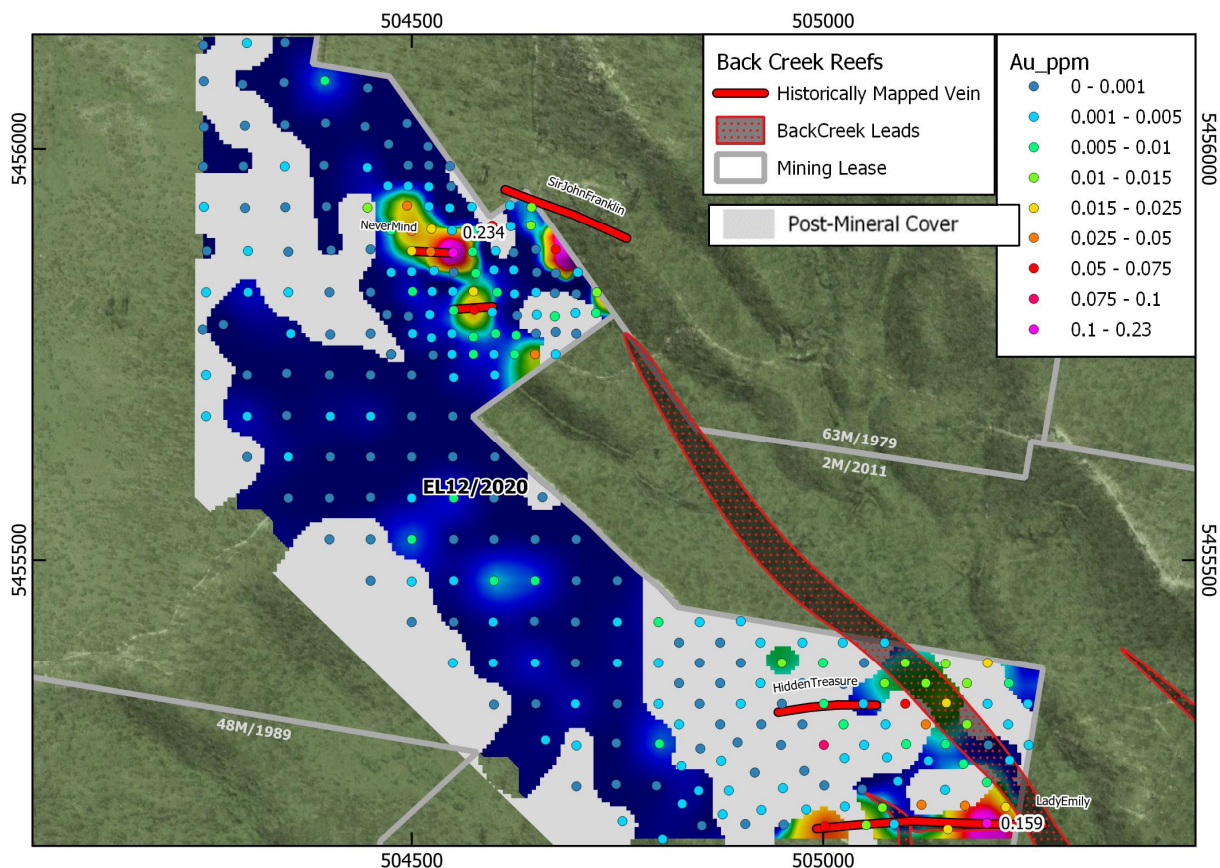 504500
505000
5456000
5455500
Back Creek Reefs
Historically Mapped Vein
BackCreek Leads
Mining Lease
Post-Mineral Cover
Au_ppm
0 - 0.001
0.001 - 0.005
0.005 - 0.01
0.01 - 0.015
0.015 - 0.025
0.025 - 0.05
0.05 - 0.075
0.075 - 0.1
0.1 - 0.23
5456000
SirJohnFranklin
NeverMind
0.234
63M/1979
2M/2011
EL12/2020
5455500
HiddenTreasure
48M/1989
LadyEmily
0.159
504500
505000